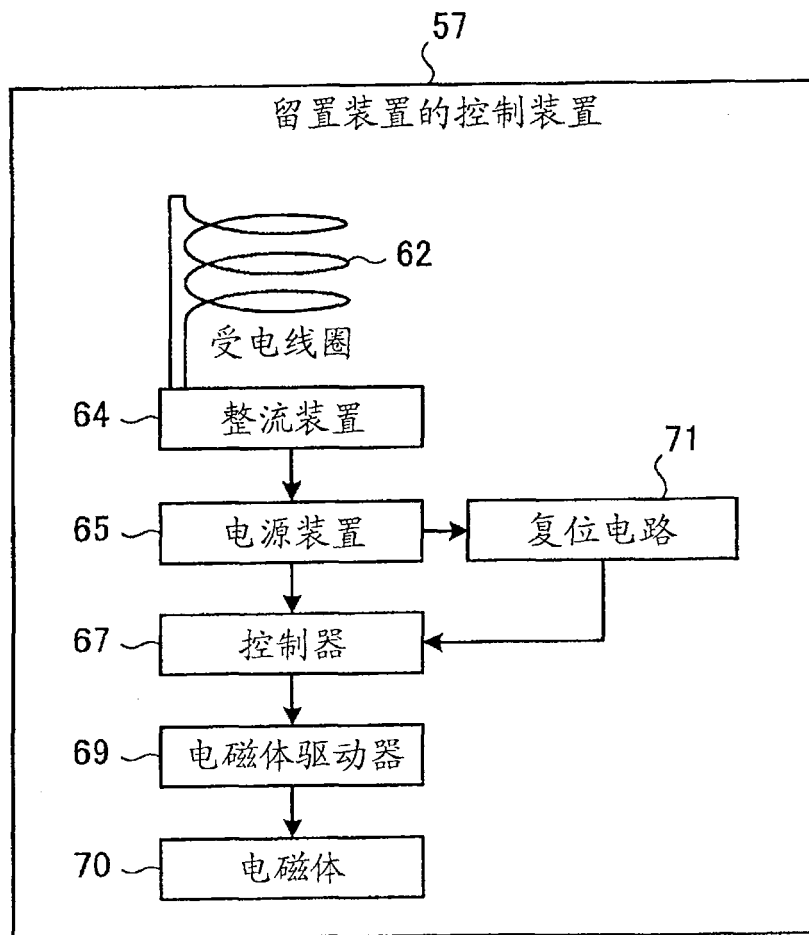 57
留置装置的控制装置
62
受电线圈
64
整流装置
71
65
电源装置
复位电路
67
控制器
69
电磁体驱动器
70
电磁体